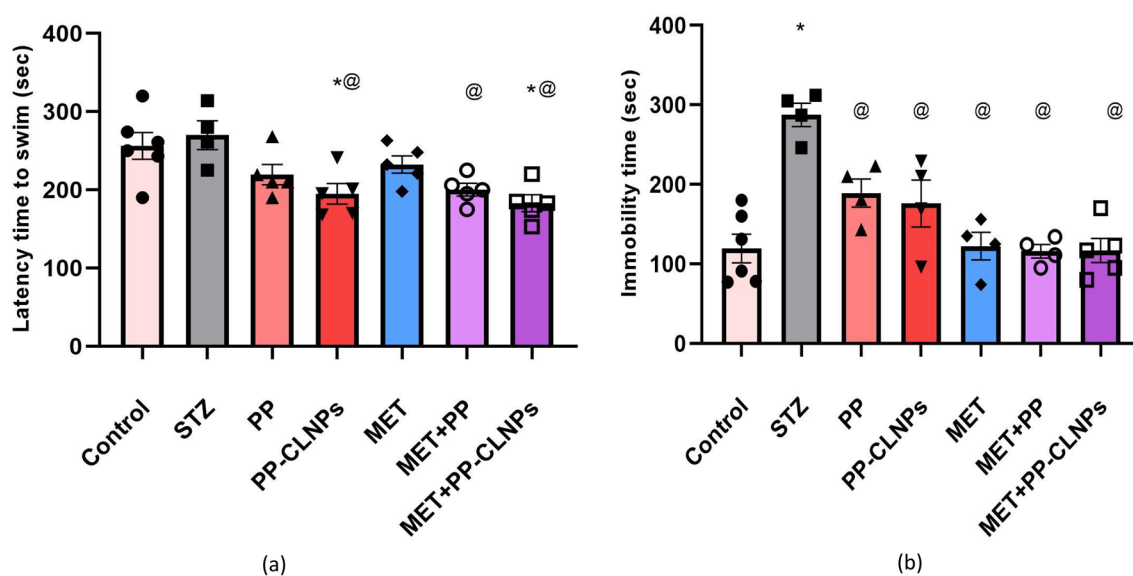 Latency time to swim (sec)
400
300
200
100
0
*@
@
*@
Control
STZ
PP
PP-CLNPs
MET
MET+PP
MET+PP-CLNPs
(a)
Immobility time (sec)
400
300
200
100
0
*
@
@
@
@
@
Control
STZ
PP
PP-CLNPs
MET
MET+PP
MET+PP-CLNPs
(b)